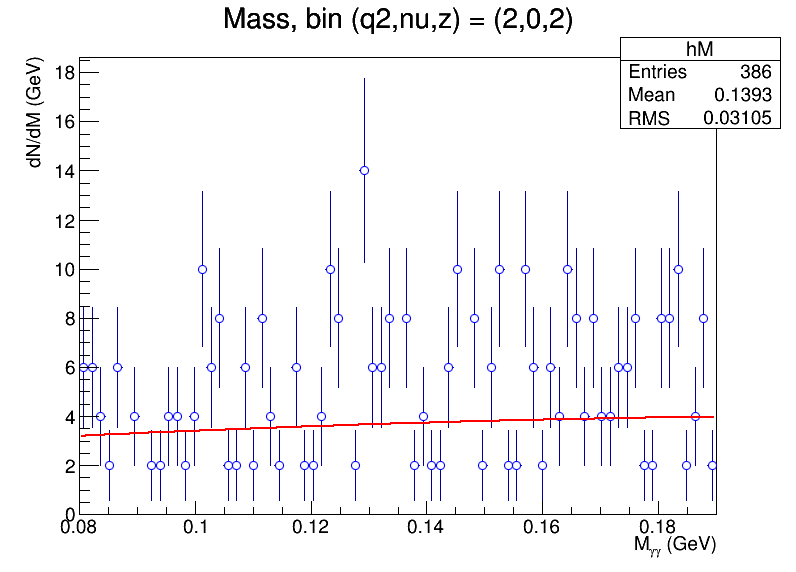 Mass, bin (q2,nu,z) = (2,0,2)
hM
Entries 386
Mean 0.1393
RMS 0.03105
dN/dM (GeV)
18
16
14
12
10
8
6
4
2
0
0.08 0.1 0.12 0.14 0.16 0.18
Mγγ (GeV)